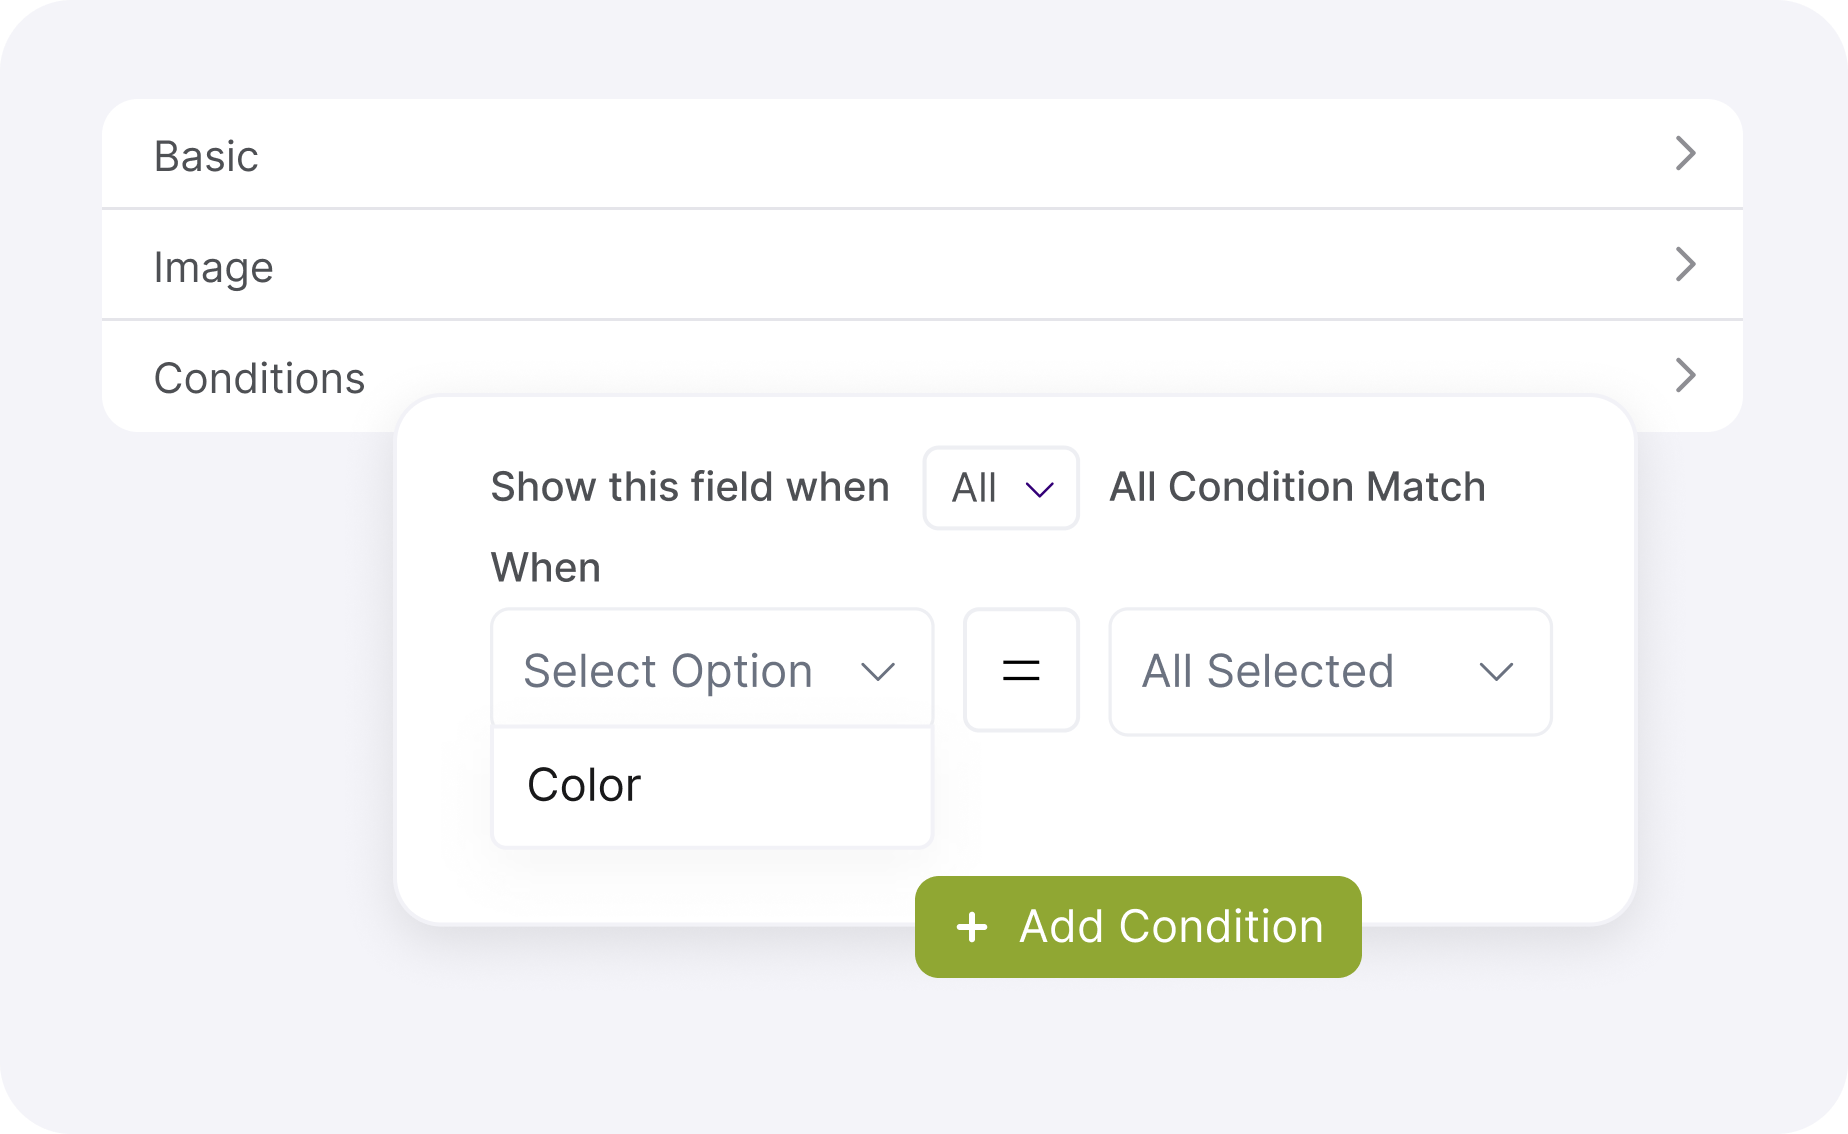 Basic
Image
Conditions
Show this field when All All Condition Match
When
Select Option = All Selected
Color
+ Add Condition